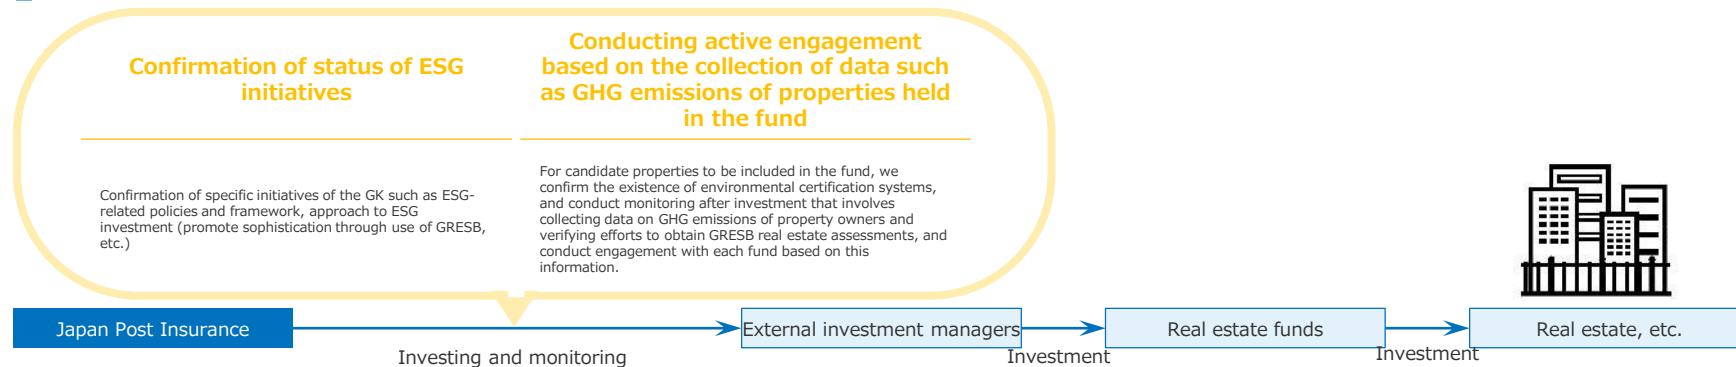 Confirmation of status of ESG
initiatives
Conducting active engagement
based on the collection of data such
as GHG emissions of properties held
in the fund
Confirmation of specific initiatives of the GK such as ESG-
related policies and framework, approach to ESG
investment (promote sophistication through use of GRESB,
etc.)
For candidate properties to be included in the fund, we
confirm the existence of environmental certification systems,
and conduct monitoring after investment that involves
collecting data on GHG emissions of property owners and
verifying efforts to obtain GRESB real estate assessments, and
conduct engagement with each fund based on this
information.
Japan Post Insurance
Investing and monitoring
External investment managers
Investment
Real estate funds
Investment
Real estate, etc.